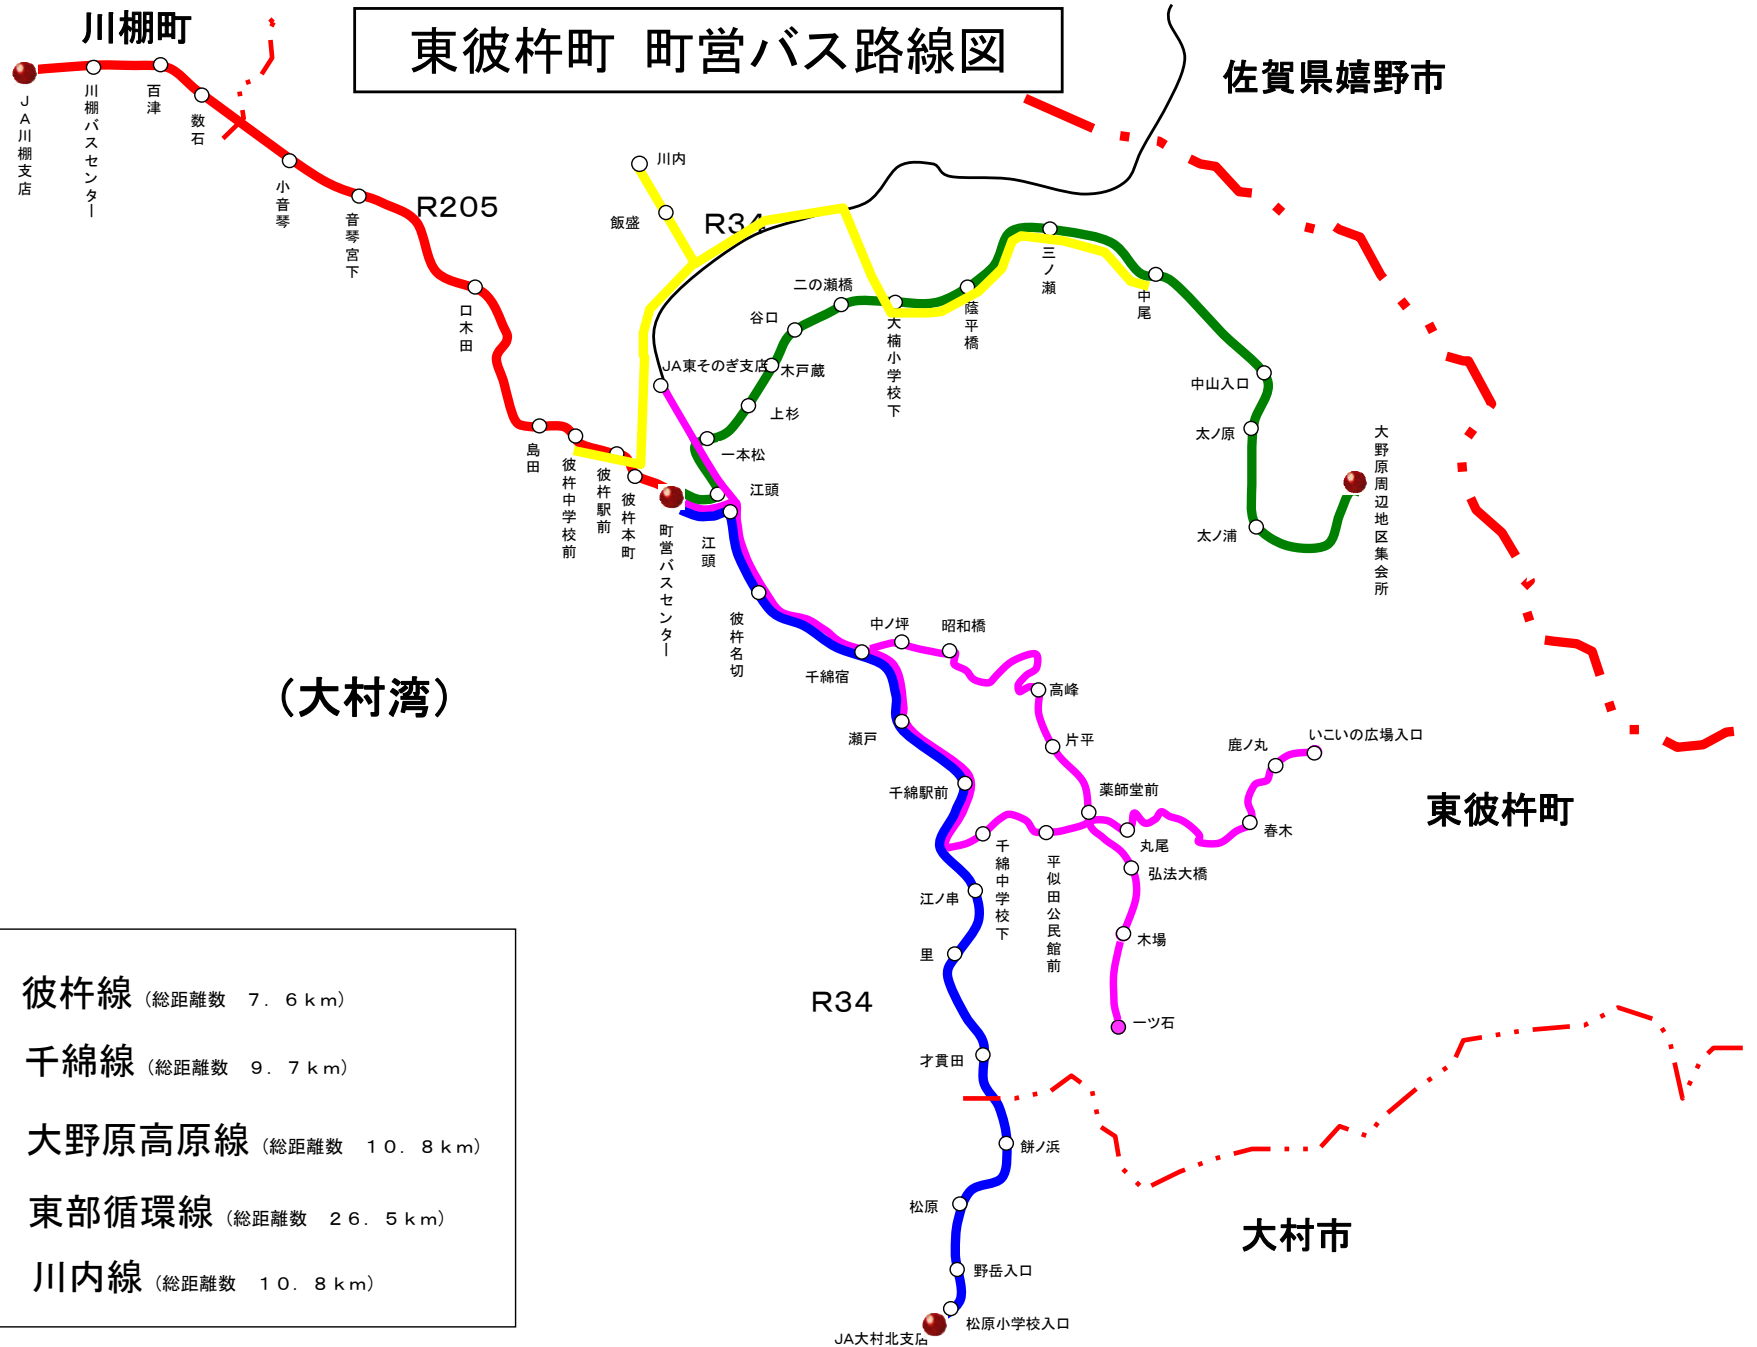 川棚町
東彼杵町 町営バス路線図
佐賀県嬉野市
JA川棚支店
川棚バスセンター
百津
数石
小音琴
音琴宮下
R205
口木田
島田
彼杵中学校前
彼杵駅前
彼杵本町
町営バスセンター
川内
飯盛
R34
JA東そのぎ支店
二の瀬橋
谷口
木戸蔵
上杉
一本松
江頭
江頭
大楠小学校下
蔭平橋
三ノ瀬
中尾
中山入口
太ノ原
太ノ浦
大野原周辺地区集会所
彼杵名切
(大村湾)
千綿宿
中ノ坪
昭和橋
高峰
片平
瀬戸
千綿駅前
薬師堂前
鹿ノ丸
いこいの広場入口
春木
丸尾
弘法大橋
千綿中学校下
平似田公民館前
木場
一ツ石
東彼杵町
江ノ串
里
R34
才貫田
餅ノ浜
松原
野岳入口
松原小学校入口
JA大村北支店
大村市
彼杵線(総距離数 7.6km)
千綿線(総距離数 9.7km)
大野原高原線(総距離数 10.8km)
東部循環線(総距離数 26.5km)
川内線(総距離数 10.8km)